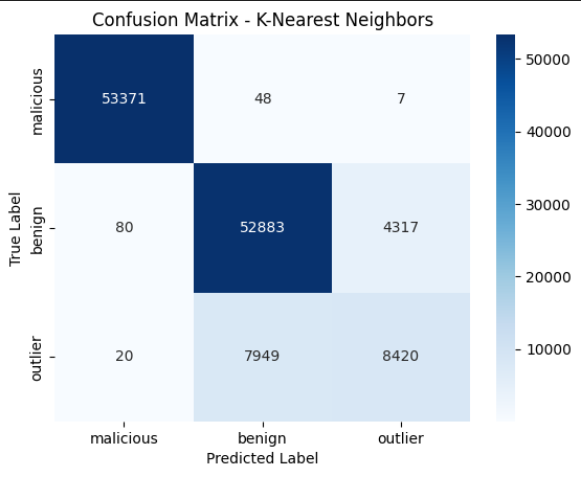 Confusion Matrix - K-Nearest Neighbors
True Label
malicious
53371 48 7
benign
80 52883 4317
outlier
20 7949 8420
malicious benign outlier
Predicted Label
50000
40000
30000
20000
10000